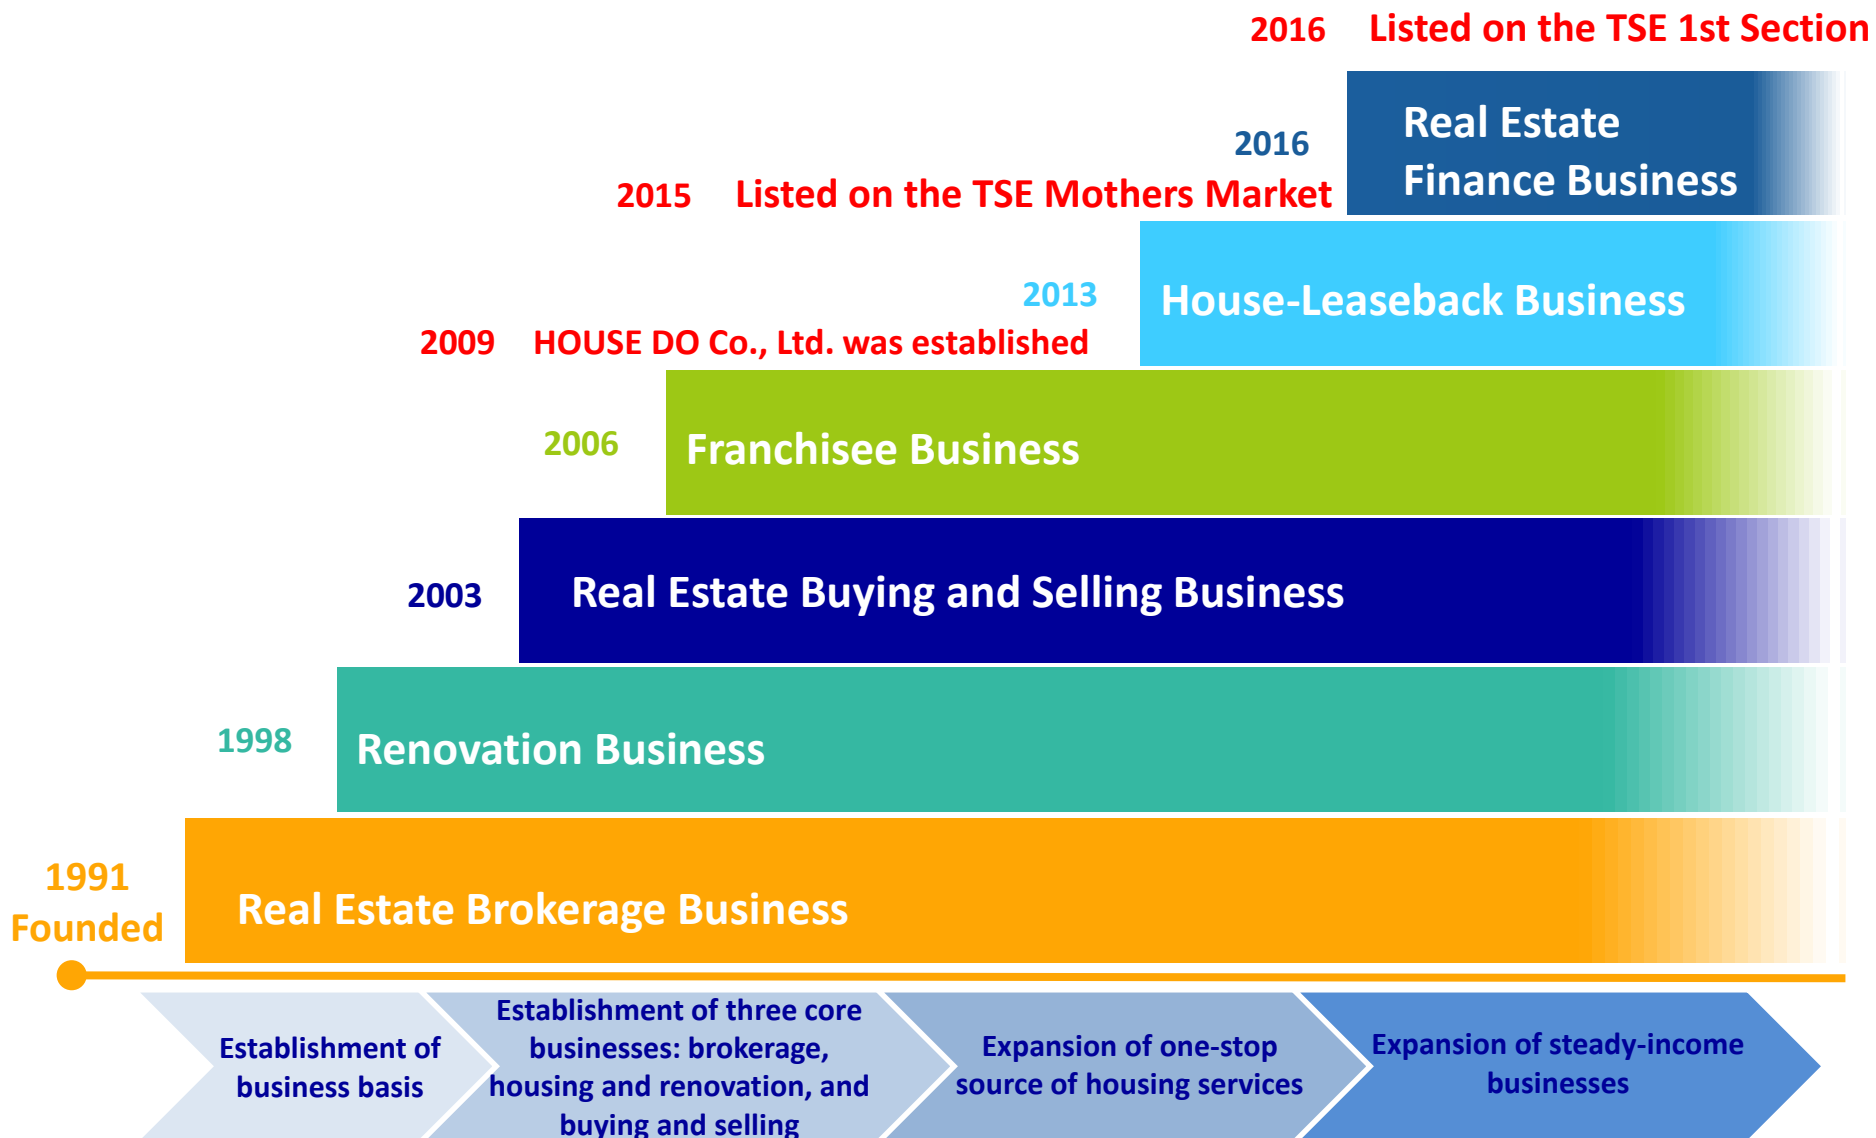 2016 Listed on the TSE 1st Section
2016
Real Estate
Finance Business
2015 Listed on the TSE Mothers Market
2013
House-Leaseback Business
2009 HOUSE DO Co., Ltd. was established
2006
Franchisee Business
2003
Real Estate Buying and Selling Business
1998
Renovation Business
1991
Founded
Real Estate Brokerage Business
Establishment of
business basis
Establishment of three core
businesses: brokerage,
housing and renovation, and
buying and selling
Expansion of one-stop
source of housing services
Expansion of steady-income
businesses